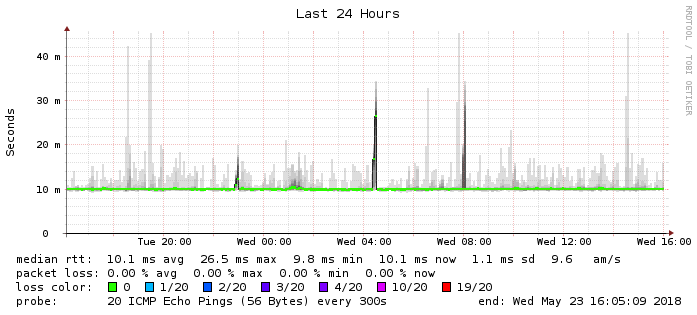 Last 24 Hours
RRDTOOL / TOBI OETIKER
Seconds
40 m
30 m
20 m
10 m
0
Tue 20:00 Wed 00:00 Wed 04:00 Wed 08:00 Wed 12:00 Wed 16:00
median rtt: 10.1 ms avg 26.5 ms max 9.8 ms min 10.1 ms now 1.1 ms sd 9.6 am/s
packet loss: 0.00 % avg 0.00 % max 0.00 % min 0.00 % now
loss color: 0 1/20 2/20 3/20 4/20 10/20 19/20
probe: 20 ICMP Echo Pings (56 Bytes) every 300s end: Wed May 23 16:05:09 2018